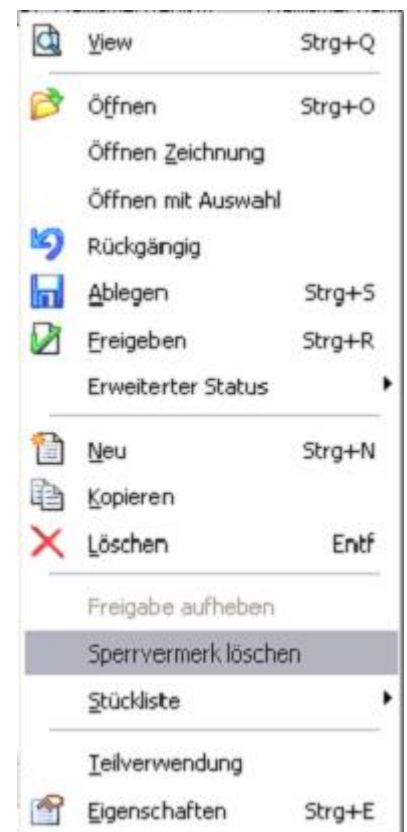 View Strg+Q
Öffnen Strg+O
Öffnen Zeichnung
Öffnen mit Auswahl
Rückgängig
Ablegen Strg+S
Freigeben Strg+R
Erweiterter Status
Neu Strg+N
Kopieren
Löschen Entf
Freigabe aufheben
Sperrvermerk löschen
Stückliste
Teilverwendung
Eigenschaften Strg+E